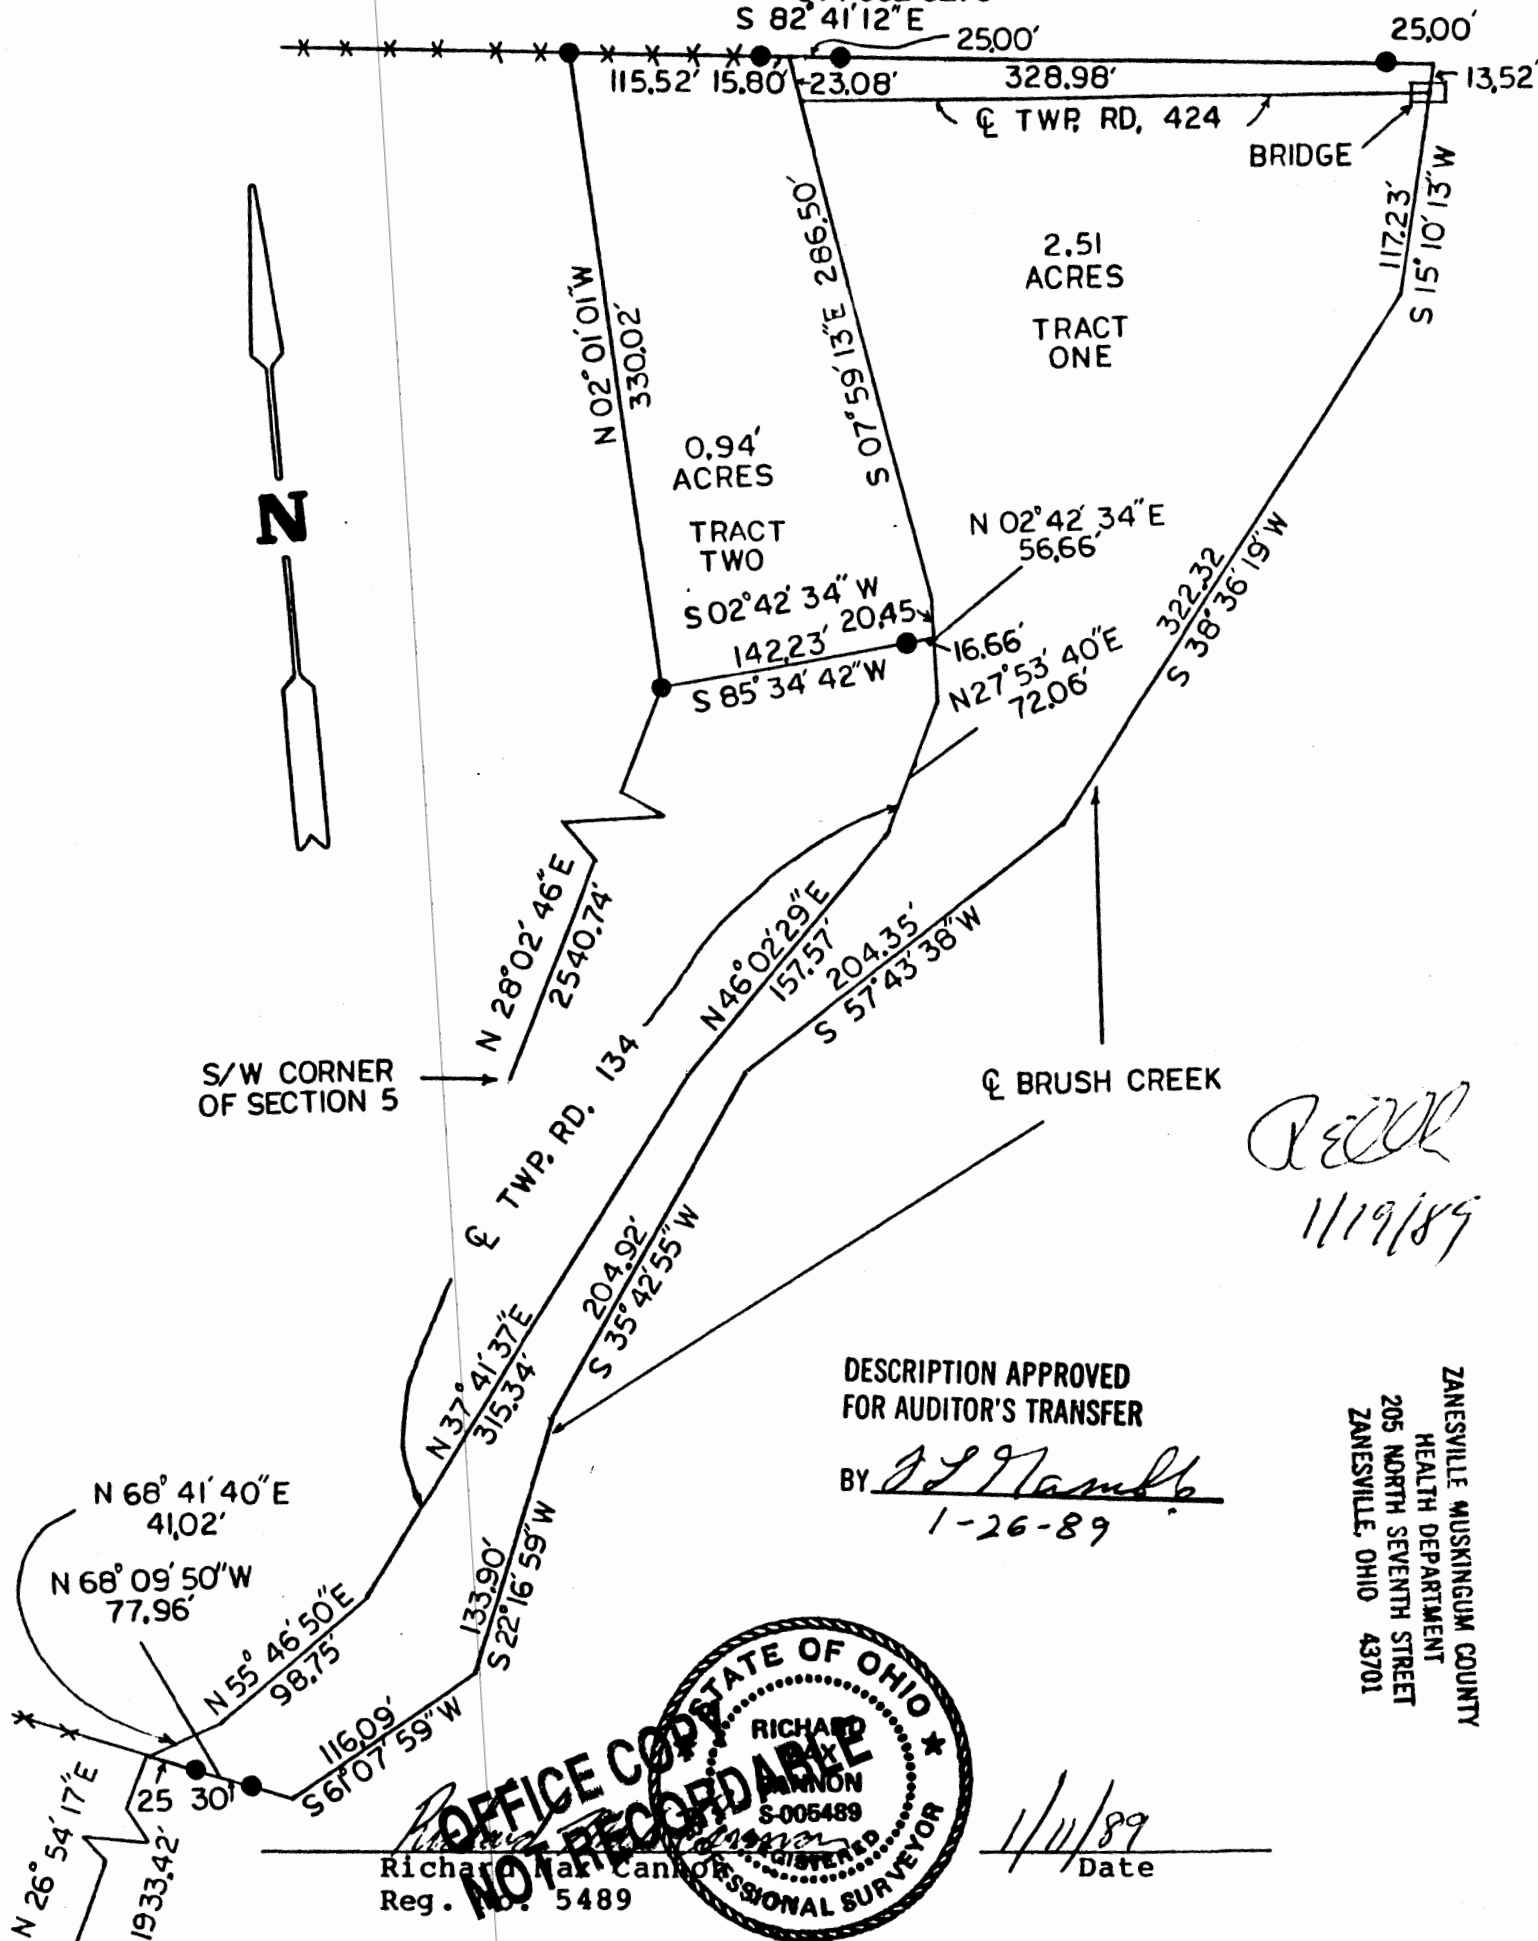 S 82°41'12"E
25.00'
25.00'
115.52' 15.80' 23.08' 328.98' 13.52'
℄ TWP. RD. 424
BRIDGE
117.23'
S 15°10'13"W
S 07°59'13"E 286.50'
2.51
ACRES
TRACT
ONE
N 02°01'01"W
330.02'
0.94'
ACRES
TRACT
TWO
N
N 02°42'34"E
56.66'
S 02°42'34"W
20.45
142.23'
S 85°34'42"W
16.66'
N27°53'40"E
72.06'
322.32
S 38°36'19"W
N 28°02'46"E
2540.74'
N46°02'29"E
157.57'
204.35'
S 57°43'38"W
S/W CORNER
OF SECTION 5
℄ TWP. RD. 134
℄ BRUSH CREEK
1/19/89
204.92'
S 35°42'55"W
N 37°41'37"E
315.34'
DESCRIPTION APPROVED
FOR AUDITOR'S TRANSFER
BY
1-26-89
ZANESVILLE MUSKINGUM COUNTY
HEALTH DEPARTMENT
205 NORTH SEVENTH STREET
ZANESVILLE, OHIO 43701
N 68°41'40"E
41.02'
N 68°09'50"W
77.96'
N 55°46'50"E
98.75'
133.90'
S 22°16'59"W
116.09'
S 61°07'59"W
25 30'
N 26°54'17"E
1933.42'
OFFICE COPY
NOT RECORDABLE
STATE OF OHIO
RICHARD
MAX
CANNON
S-005489
REGISTERED
PROFESSIONAL SURVEYOR
1/11/89
Richard Max Cannon
Date
Reg. No. 5489